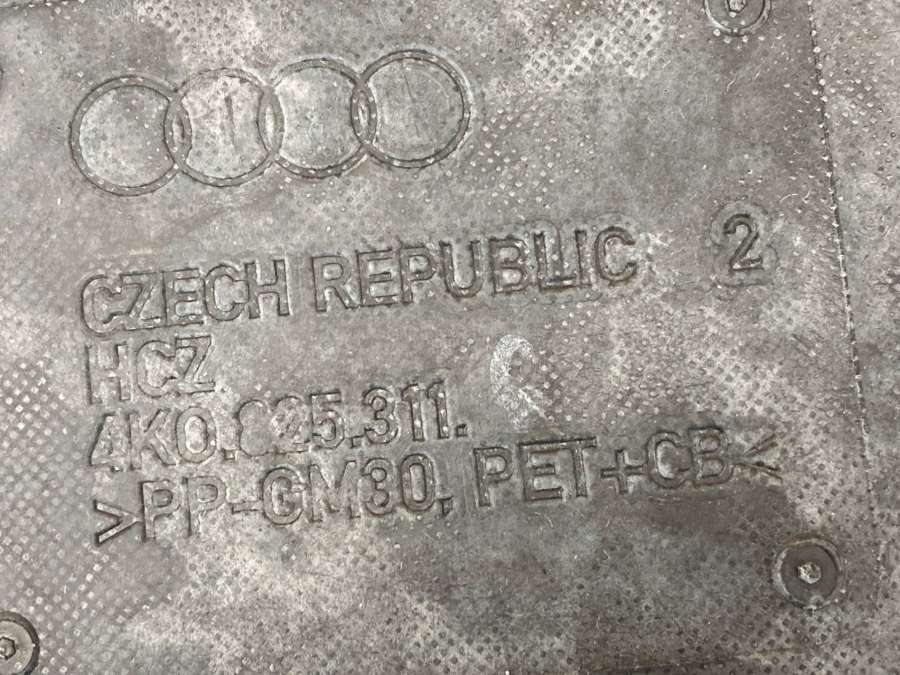 CZECH REPUBLIC 2
HCZ
4K0.825.311.
>PP-GM30, PET+CB<